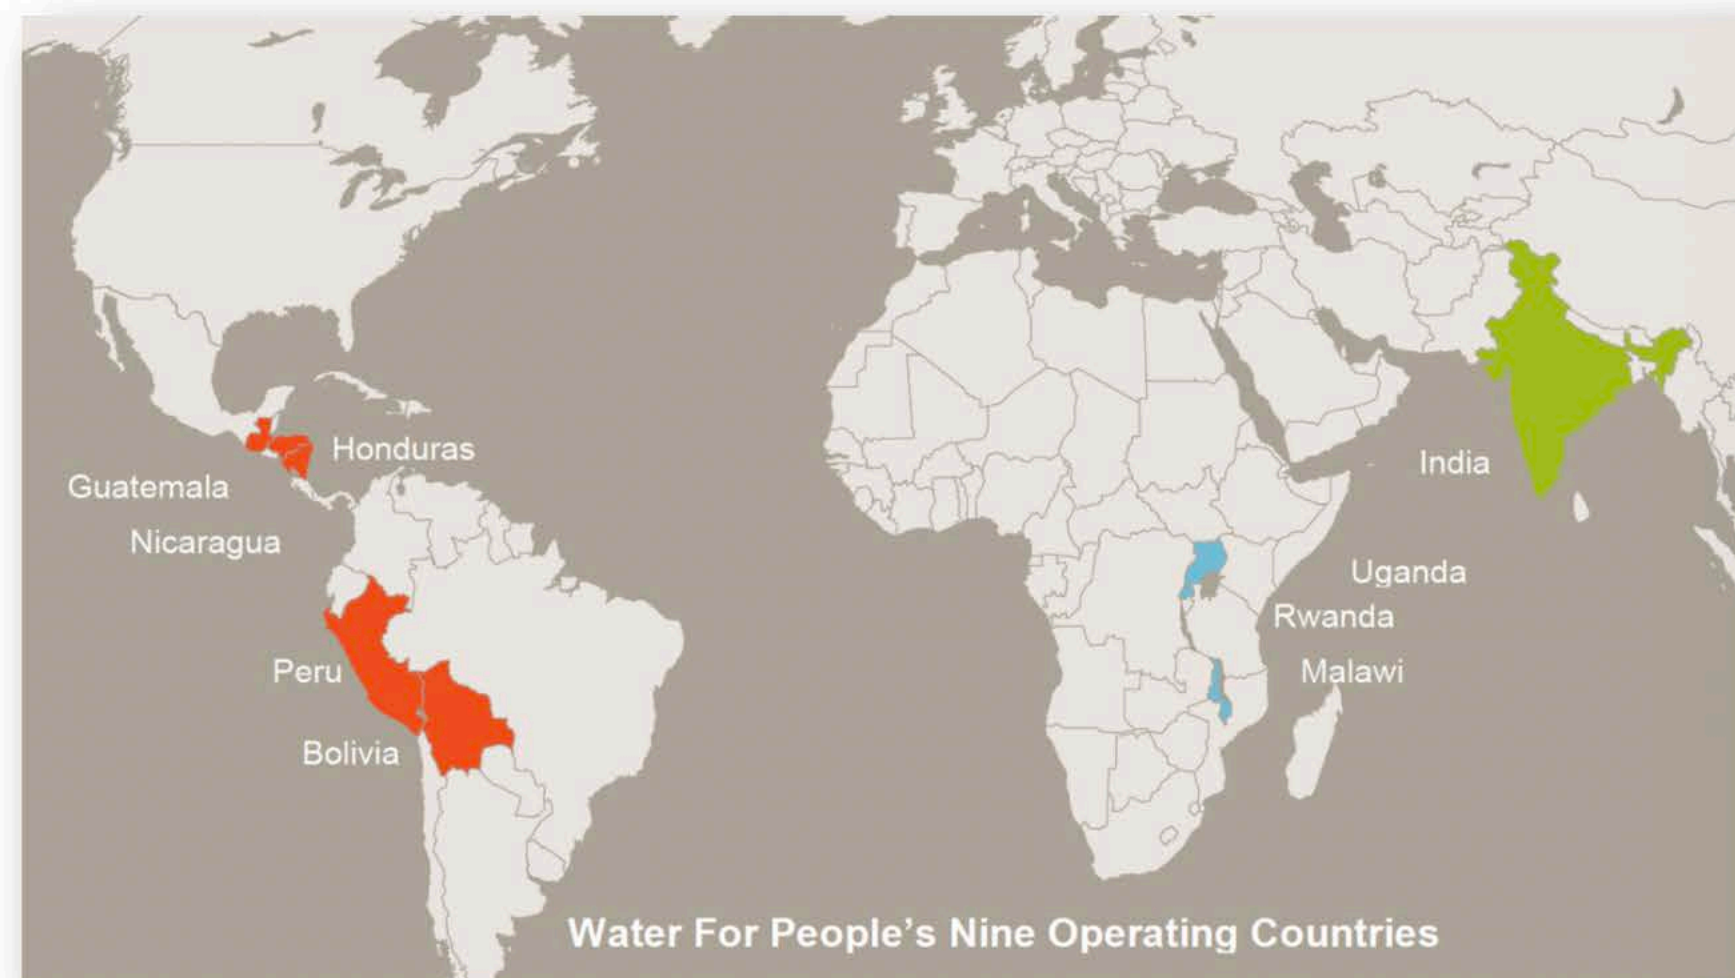 Honduras
Guatemala
India
Nicaragua
Uganda
Rwanda
Peru
Malawi
Bolivia
Water For People’s Nine Operating Countries